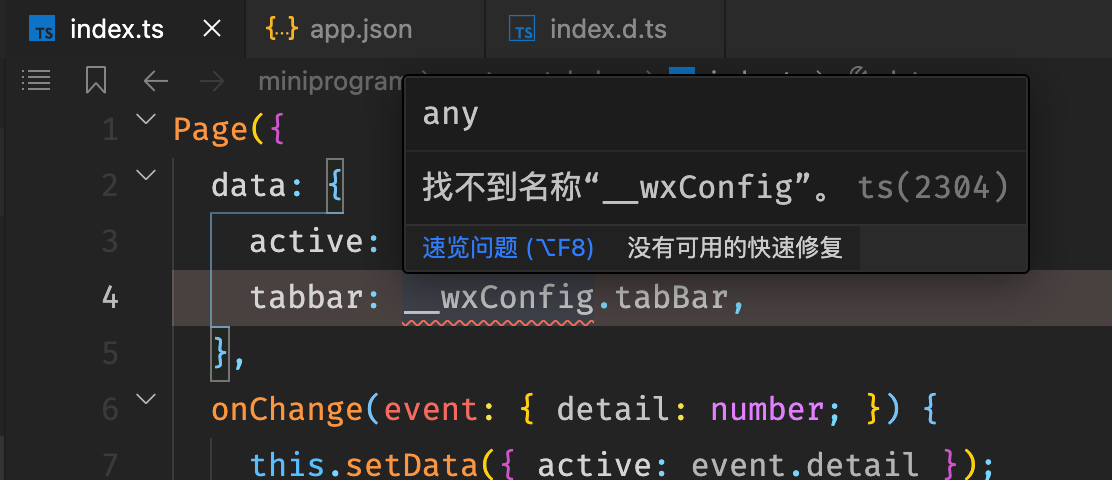 TS index.ts
{..} app.json
TS index.d.ts
miniprogram
any
找不到名称“__wxConfig”。 ts(2304)
速览问题 (⌥F8) 没有可用的快速修复
1 Page({
2 data: {
3 active:
4 tabbar: __wxConfig.tabBar,
5 },
6 onChange(event: { detail: number; }) {
7 this.setData({ active: event.detail });